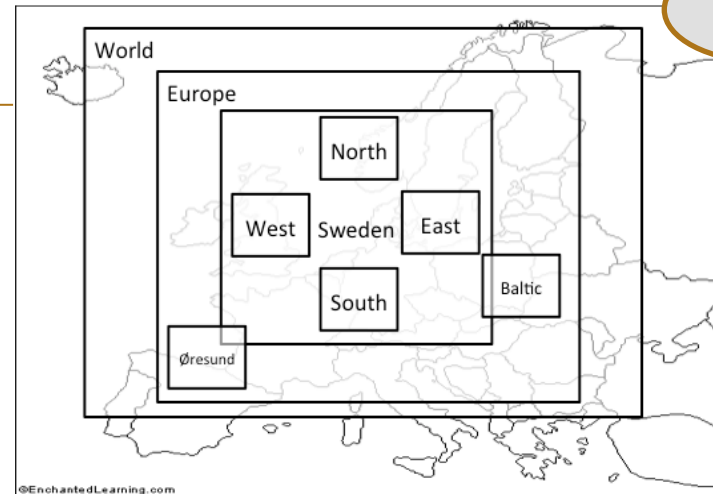 World
Europe
North
West
Sweden
East
South
Baltic
Øresund
©EnchantedLearning.com